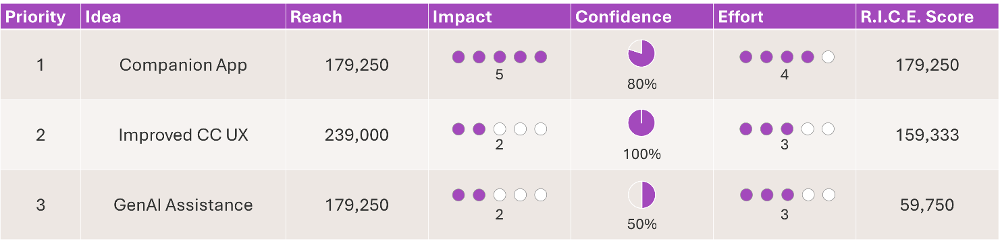 Priority Idea Reach Impact Confidence Effort R.I.C.E. Score
1 Companion App 179,250 5 80% 4 179,250
2 Improved CC UX 239,000 2 100% 3 159,333
3 GenAI Assistance 179,250 2 50% 3 59,750